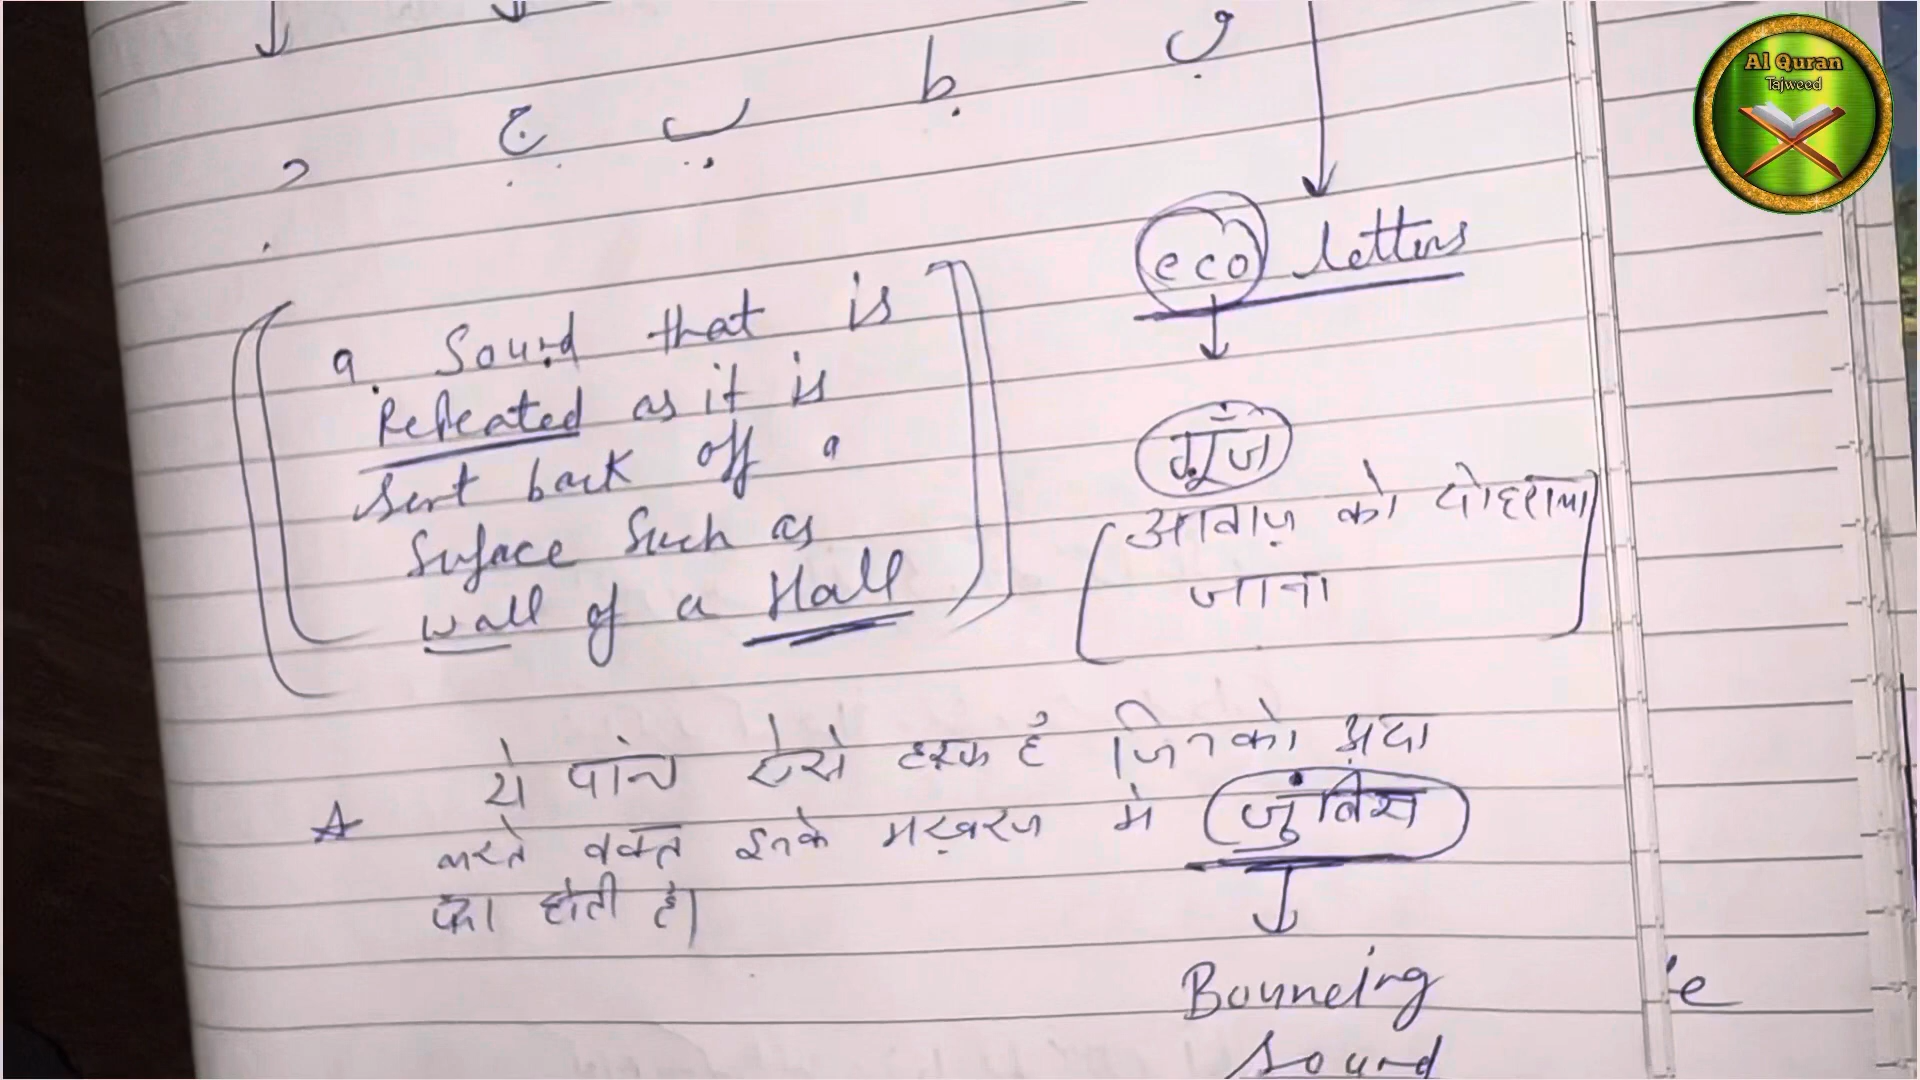 Al Quran
Tajweed
ط
ب
ج
د
eco letters
a Sound that is
Repeated as it is
Sent back off a
Suface Such as
wall of a Hall
गूँज
आवाज़ को दोहराया
जाना
ये पांच ऐसे हरूफ हैं जिनको अदा
करते वक्त इनके मख़रज में जुंबिस
होती है।
Bouncing
Sound